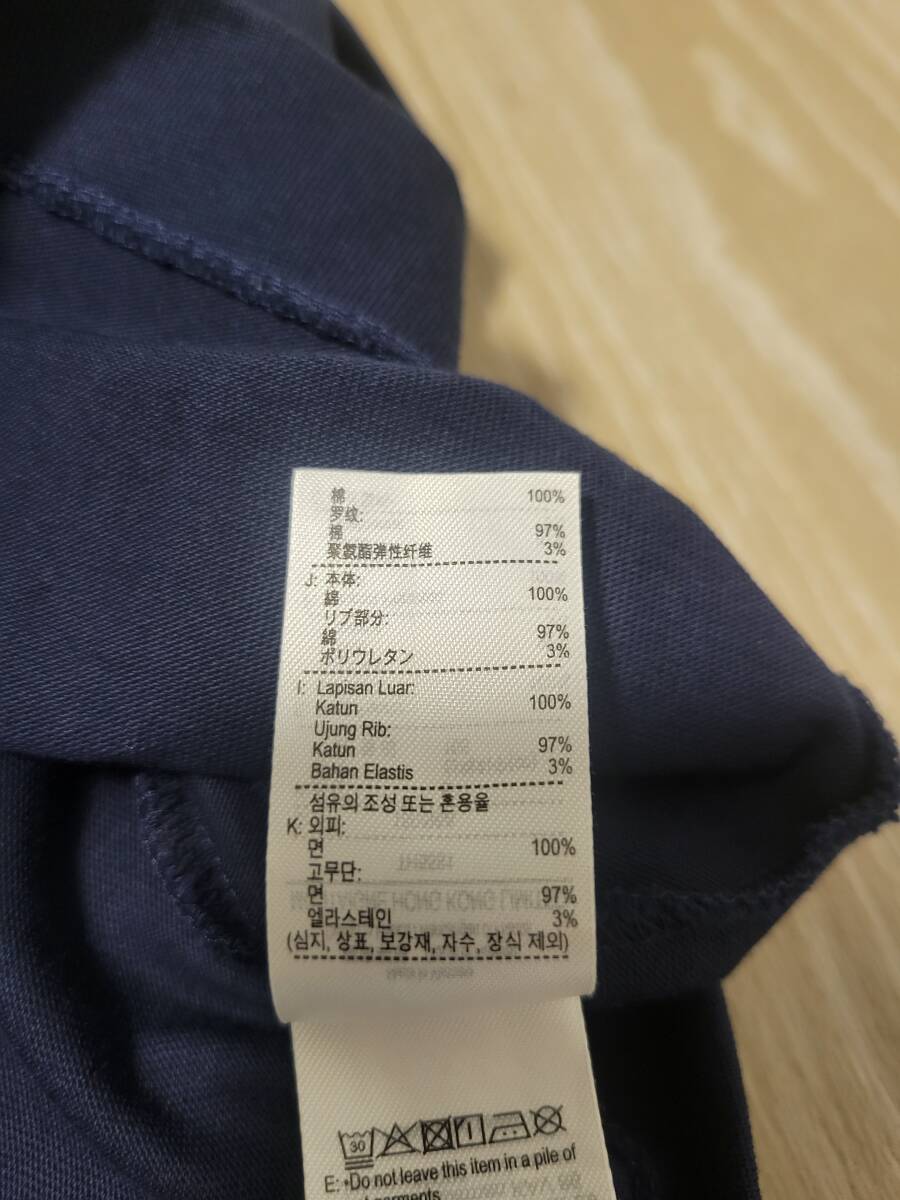 棉 100%
罗纹:
棉 97%
聚氨酯弹性纤维 3%
J: 本体:
綿 100%
リブ部分:
綿 97%
ポリウレタン 3%
I: Lapisan Luar:
Katun 100%
Ujung Rib:
Katun 97%
Bahan Elastis 3%
섬유의 조성 또는 혼용율
K: 외피:
면 100%
고무단:
면 97%
엘라스테인 3%
(심지, 상표, 보강재, 자수, 장식 제외)
30
E: •Do not leave this item in a pile of
garments